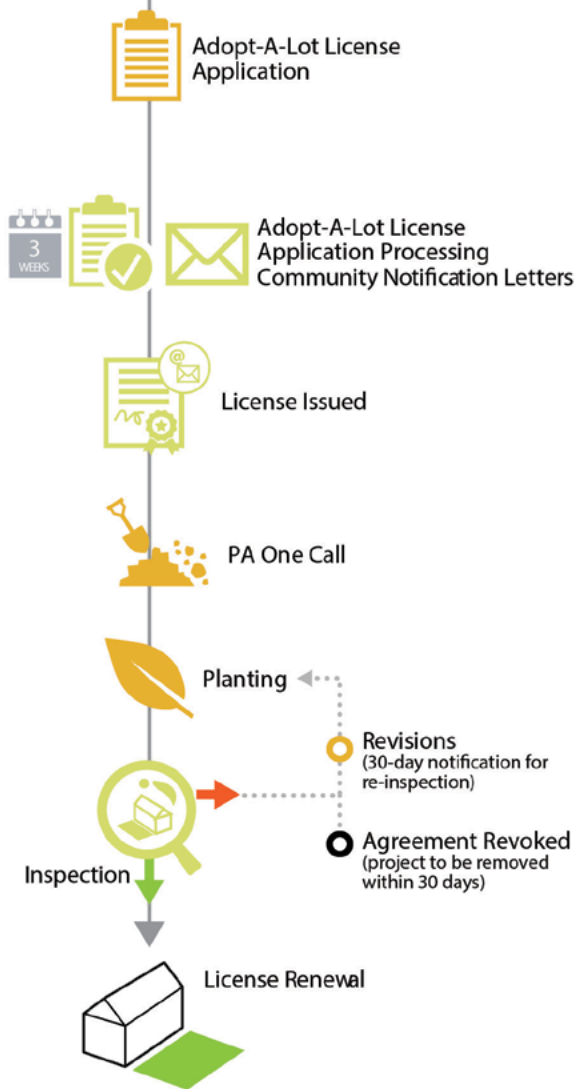 Adopt-A-Lot License
Application
3
WEEKS
Adopt-A-Lot License
Application Processing
Community Notification Letters
@
License Issued
PA One Call
Planting
Revisions
(30-day notification for
re-inspection)
Agreement Revoked
(project to be removed
within 30 days)
Inspection
License Renewal